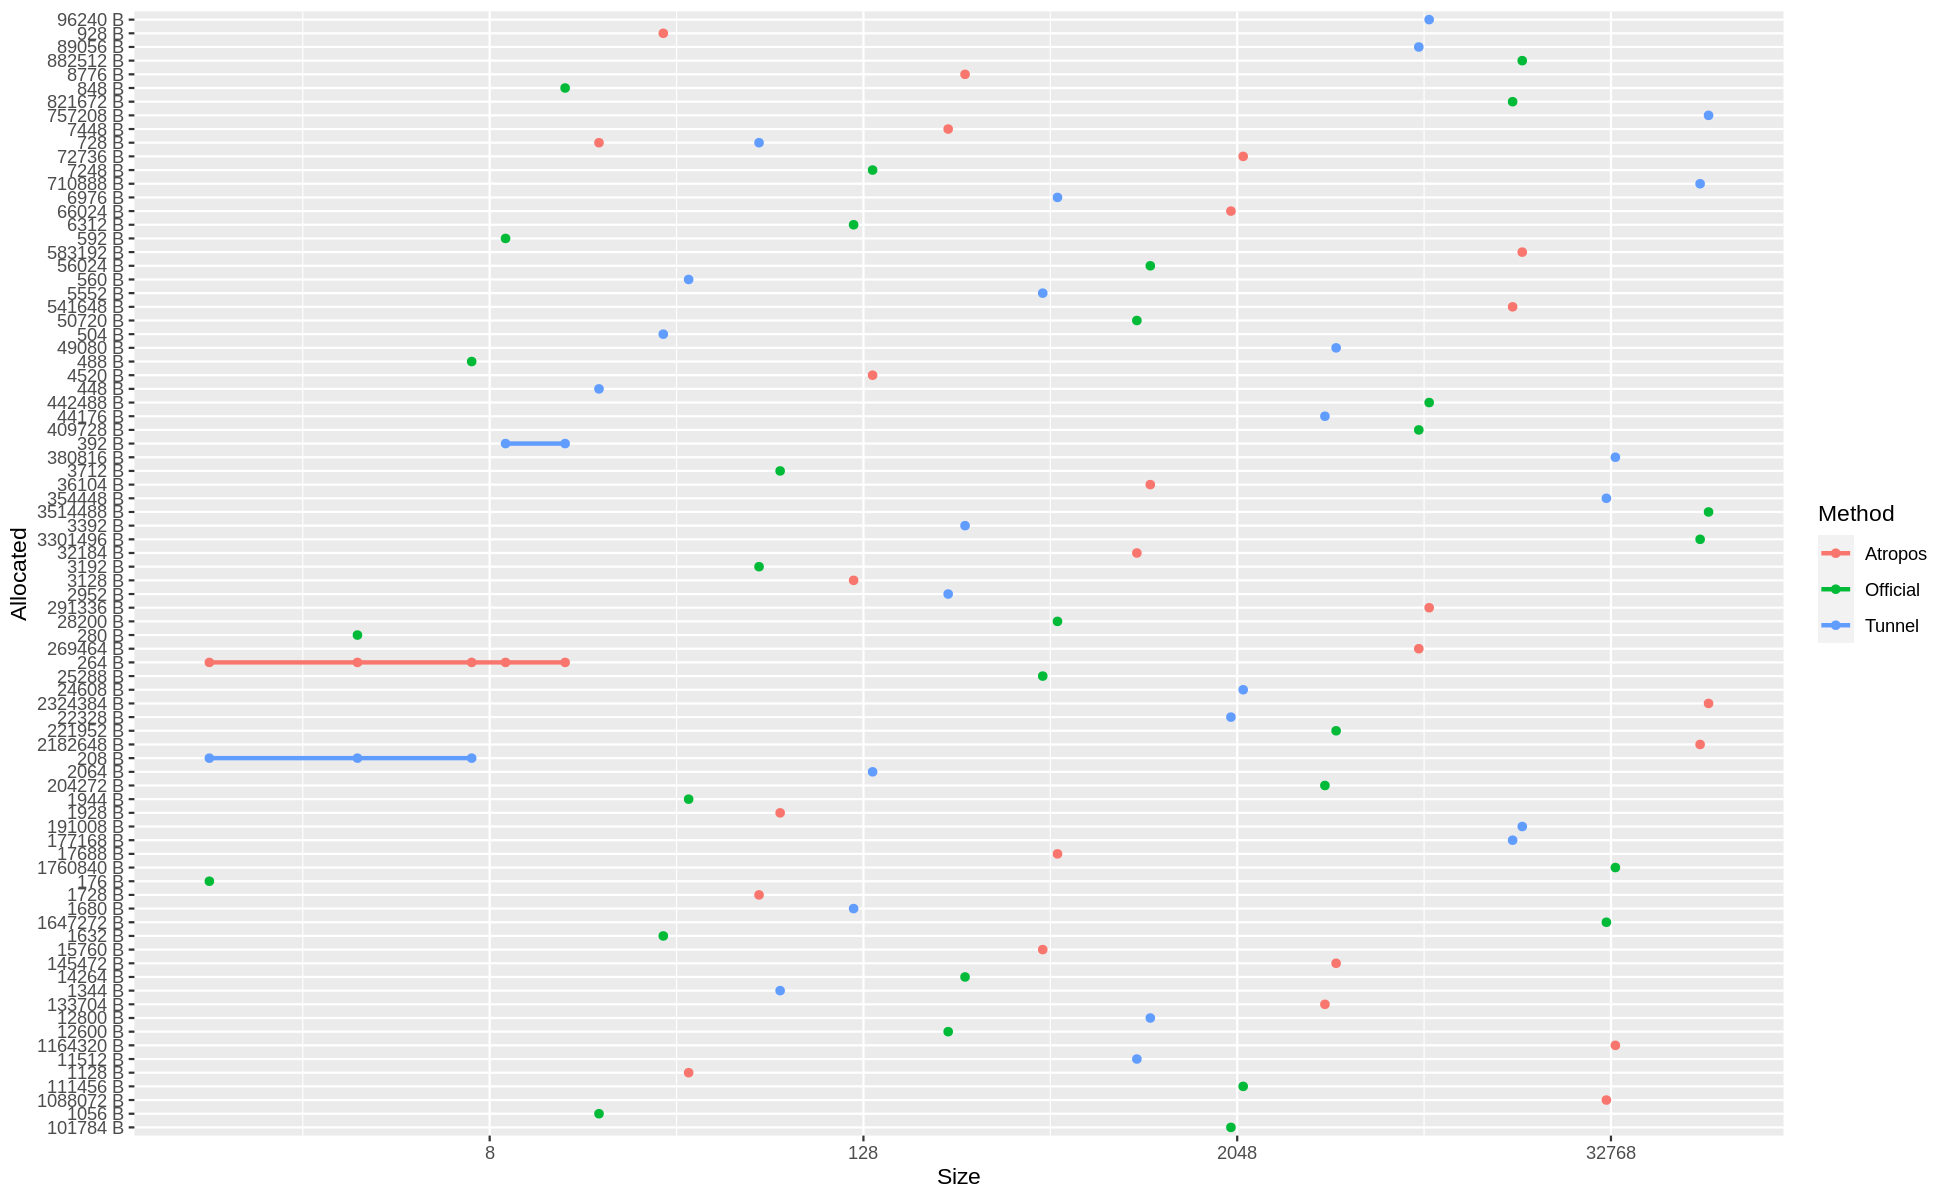 96240 B
928 B
89056 B
882512 B
8776 B
848 B
821672 B
757208 B
7448 B
728 B
72736 B
7248 B
710888 B
6976 B
66024 B
6312 B
592 B
583192 B
56024 B
560 B
5552 B
541648 B
50720 B
504 B
49080 B
488 B
4520 B
448 B
442488 B
44176 B
409728 B
392 B
380816 B
3712 B
36104 B
354448 B
3514488 B
3392 B
3301496 B
32184 B
3192 B
3128 B
2952 B
291336 B
28200 B
280 B
269464 B
264 B
25288 B
24608 B
2324384 B
22328 B
221952 B
2182648 B
208 B
2064 B
204272 B
1944 B
1928 B
191008 B
177168 B
17688 B
1760840 B
176 B
1728 B
1680 B
1647272 B
1632 B
15760 B
145472 B
14264 B
1344 B
133704 B
12800 B
12600 B
1164320 B
11512 B
1128 B
111456 B
1088072 B
1056 B
101784 B
Allocated
8 128 2048 32768
Size
Method
Atropos
Official
Tunnel